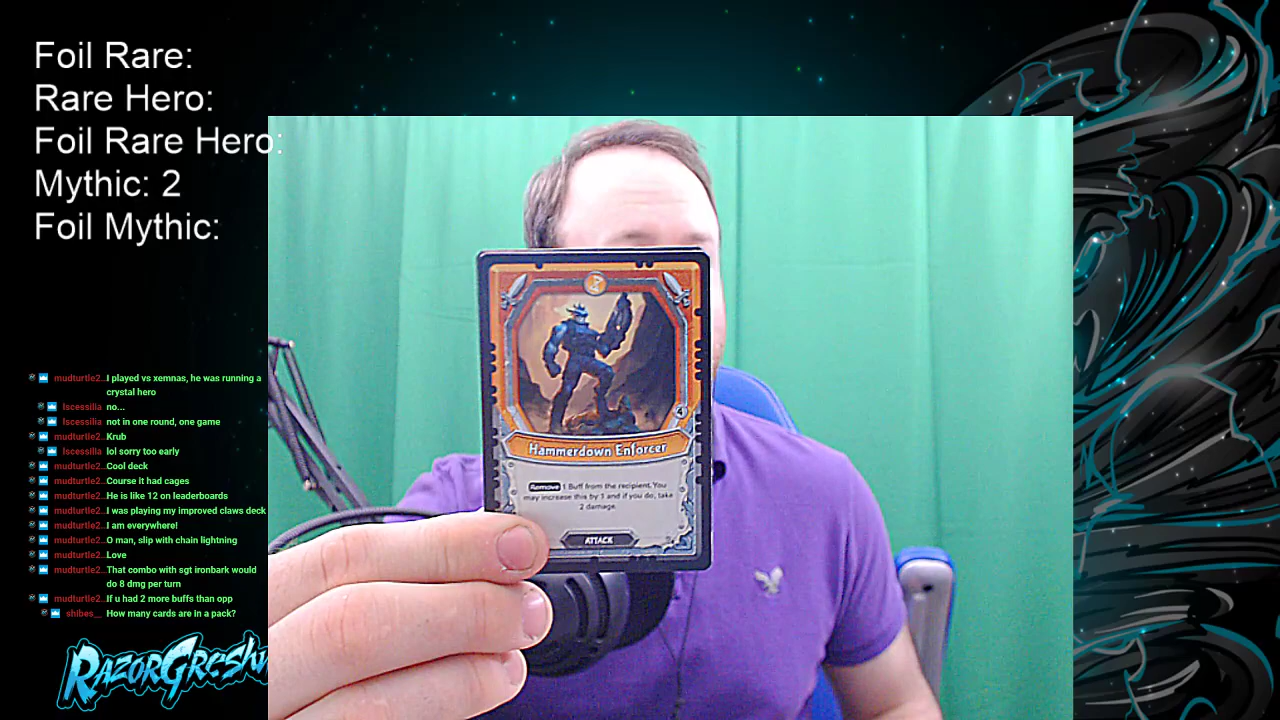 Foil Rare:
Rare Hero:
Foil Rare Hero:
Mythic: 2
Foil Mythic:
mudturtle2.. I played vs xemnas, he was running a
crystal hero
Iscessilia no...
Iscessilia not in one round, one game
mudturtle2.. Krub
Iscessilia lol sorry too early
mudturtle2.. Cool deck
mudturtle2.. Course it had cages
mudturtle2.. He is like 12 on leaderboards
mudturtle2.. I was playing my improved claws deck
mudturtle2.. I am everywhere!
mudturtle2.. O man, slip with chain lightning
mudturtle2.. Love
mudturtle2.. That combo with sgt ironbark would
do 8 dmg per turn
mudturtle2.. If u had 2 more buffs than opp
shibes__ How many cards are in a pack?
Hammerdown Enforcer
Remove 1 Buff from the recipient. You
may increase this by 1 and if you do, take
2 damage.
ATTACK